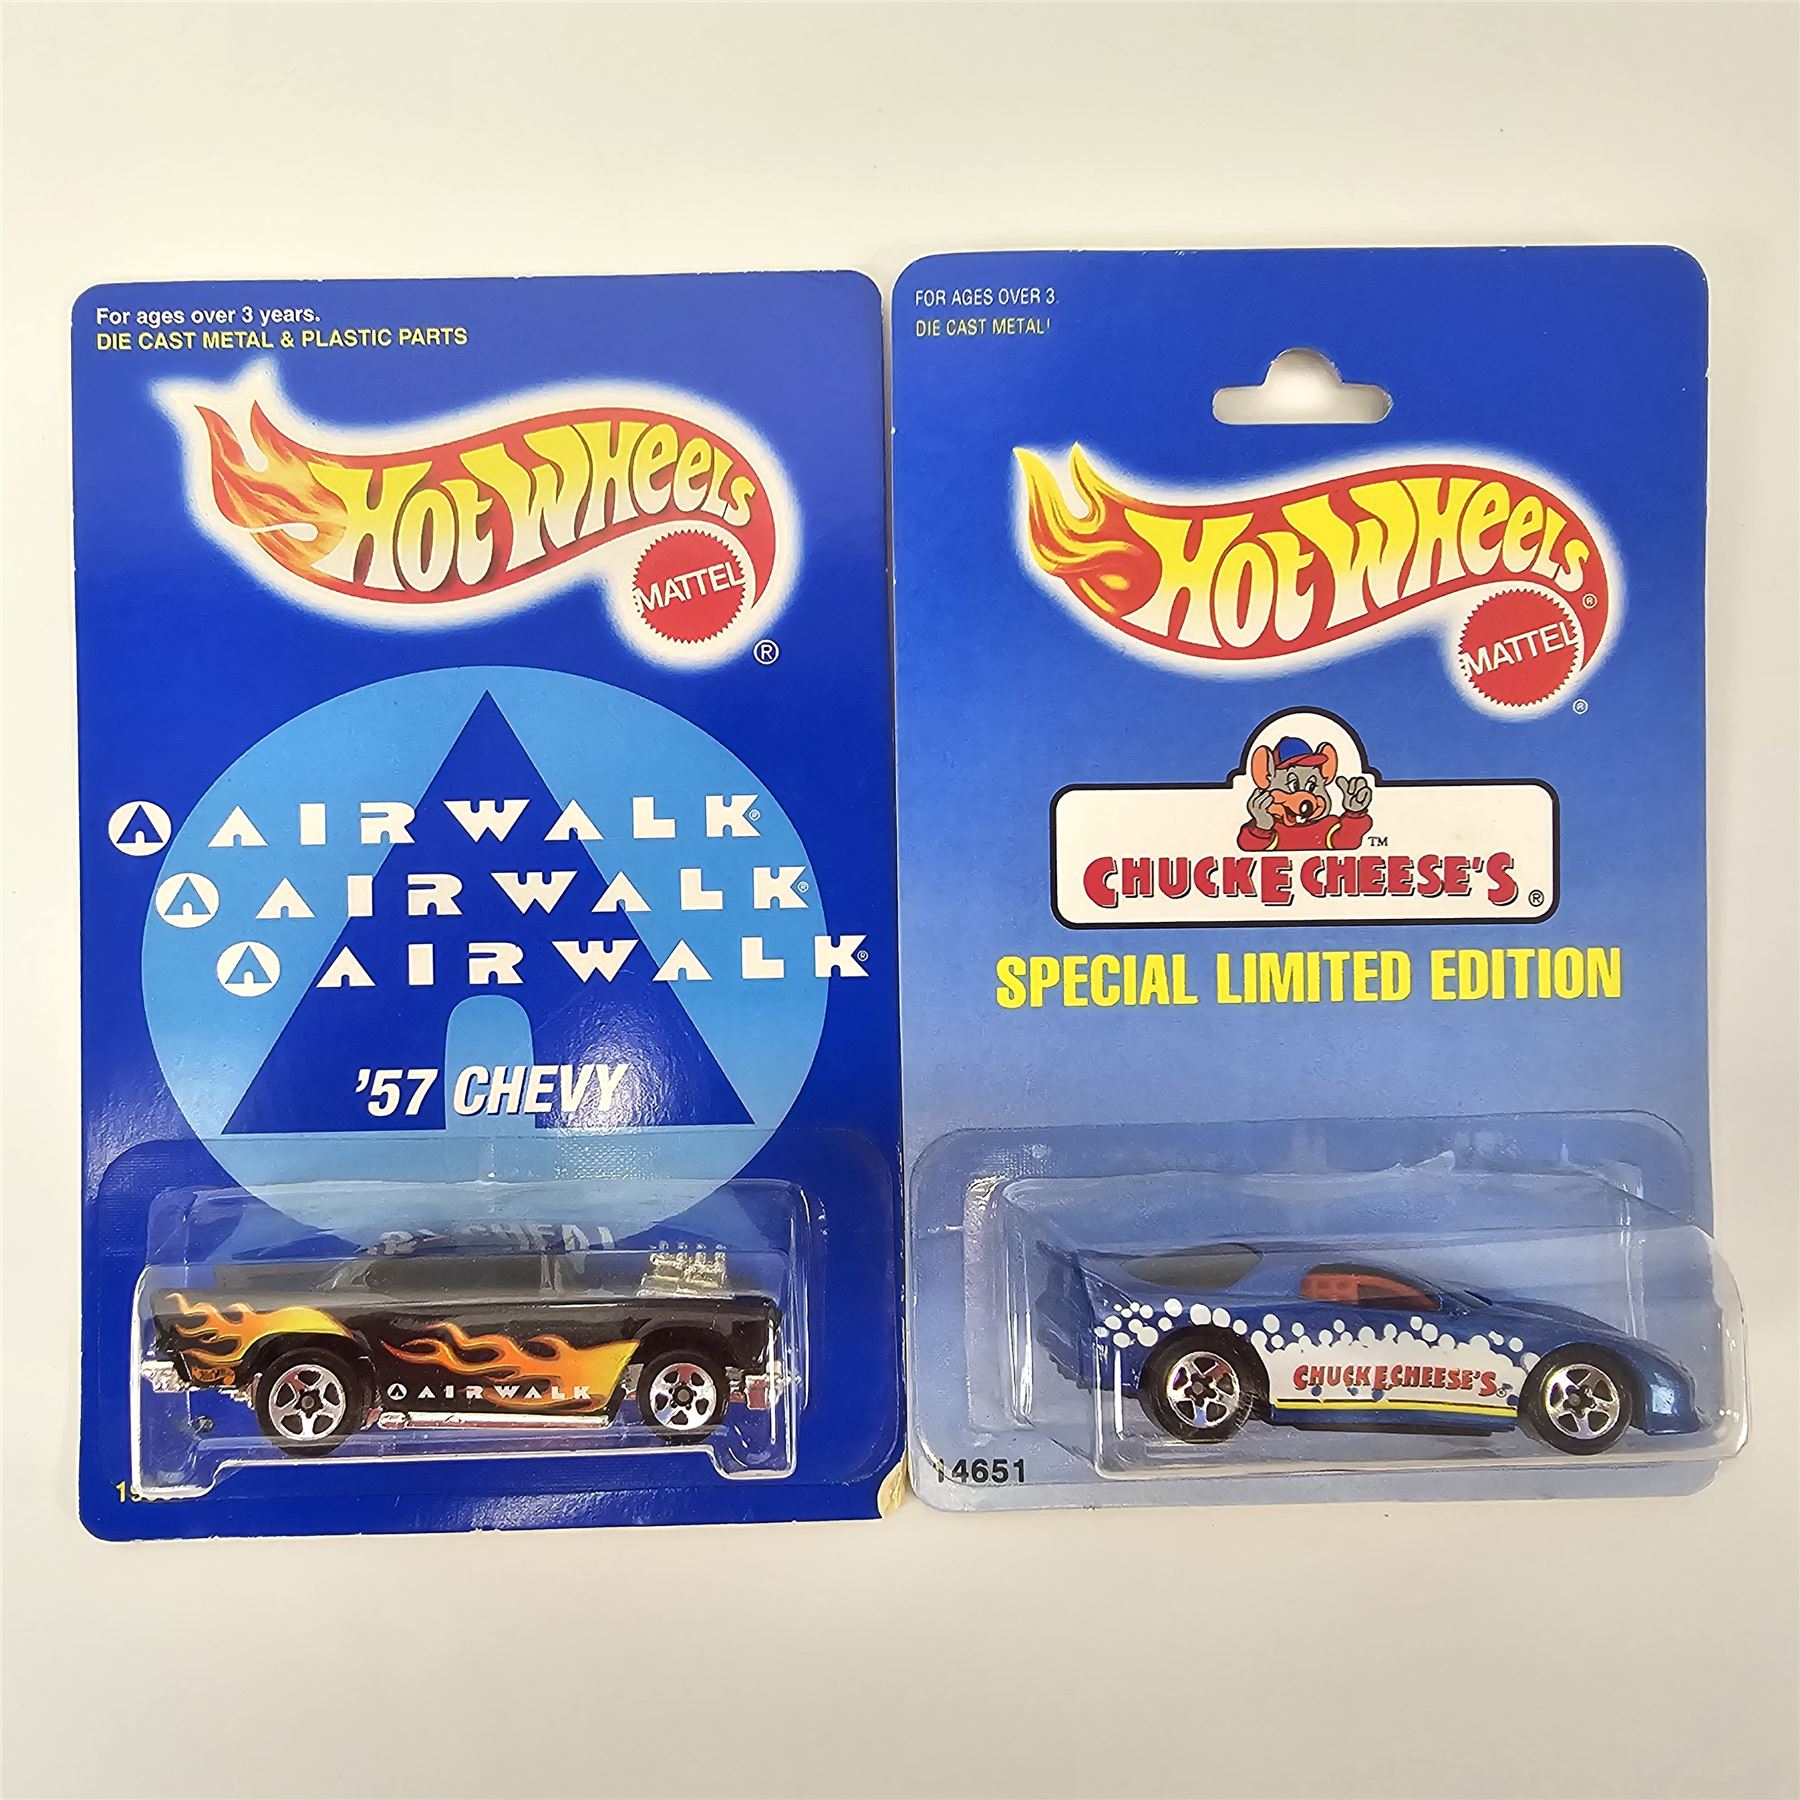 For ages over 3 years.
DIE CAST METAL & PLASTIC PARTS
HOT WHEELS
MATTEL
®
AIRWALK®
AIRWALK®
AIRWALK®
'57 CHEVY
AIRWALK
FOR AGES OVER 3.
DIE CAST METAL!
HOT WHEELS®
MATTEL
®
TM
CHUCK E CHEESE'S®
SPECIAL LIMITED EDITION
CHUCK E. CHEESE'S®
14651